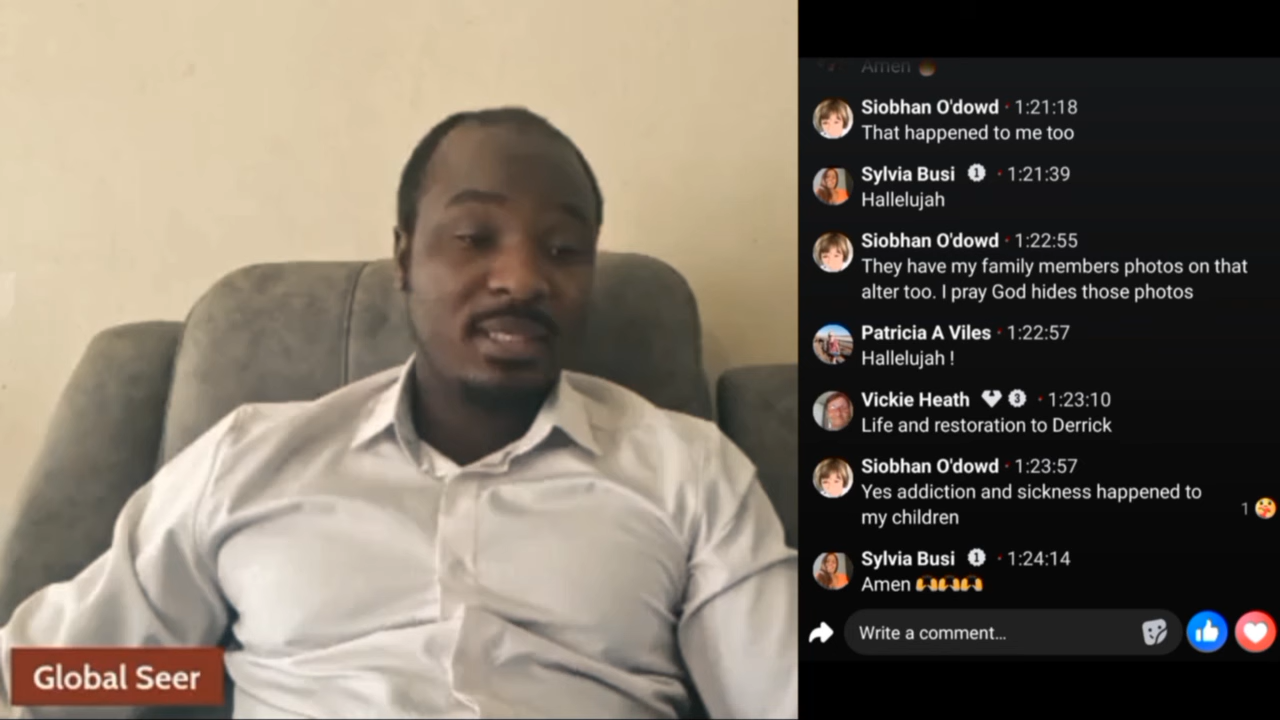 Global Seer
Amen
Siobhan O'dowd · 1:21:18
That happened to me too
Sylvia Busi 1 · 1:21:39
Hallelujah
Siobhan O'dowd · 1:22:55
They have my family members photos on that
alter too. I pray God hides those photos
Patricia A Viles · 1:22:57
Hallelujah !
Vickie Heath 3 · 1:23:10
Life and restoration to Derrick
Siobhan O'dowd · 1:23:57
Yes addiction and sickness happened to
my children
1
Sylvia Busi 1 · 1:24:14
Amen 🙏🙏🙏
Write a comment...